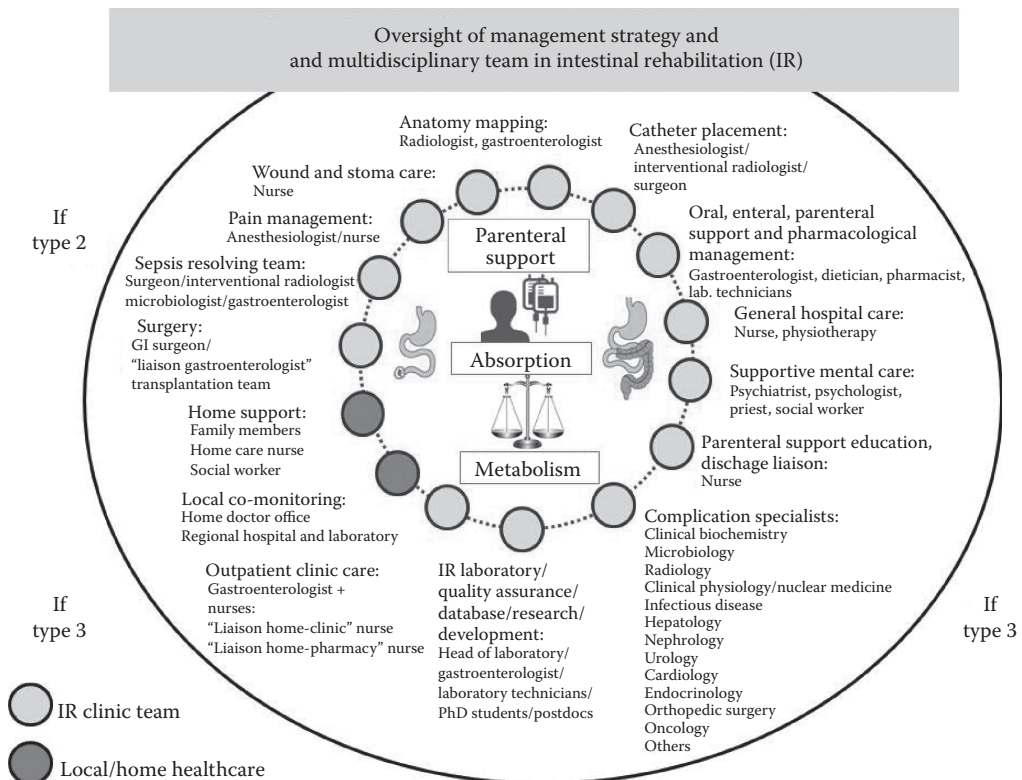 Oversight of management strategy and
and multidisciplinary team in intestinal rehabilitation (IR)
Anatomy mapping:
Radiologist, gastroenterologist
Catheter placement:
Anesthesiologist/
interventional radiologist/
surgeon
Wound and stoma care:
Nurse
If
type 2
Pain management:
Anesthesiologist/nurse
Parenteral
support
Oral, enteral, parenteral
support and pharmacological
management:
Gastroenterologist, dietician, pharmacist,
lab. technicians
Sepsis resolving team:
Surgeon/interventional radiologist
microbiologist/gastroenterologist
General hospital care:
Nurse, physiotherapy
Surgery:
GI surgeon/
“liaison gastroenterologist”
transplantation team
Absorption
Supportive mental care:
Psychiatrist, psychologist,
priest, social worker
Home support:
Family members
Home care nurse
Social worker
Metabolism
Parenteral support education,
dischage liaison:
Nurse
Local co-monitoring:
Home doctor office
Regional hospital and laboratory
Complication specialists:
Clinical biochemistry
Microbiology
Radiology
Clinical physiology/nuclear medicine
Infectious disease
Hepatology
Nephrology
Urology
Cardiology
Endocrinology
Orthopedic surgery
Oncology
Others
Outpatient clinic care:
Gastroenterologist +
nurses:
“Liaison home-clinic” nurse
“Liaison home-pharmacy” nurse
IR laboratory/
quality assurance/
database/research/
development:
Head of laboratory/
gastroenterologist/
laboratory technicians/
PhD students/postdocs
If
type 3
If
type 3
IR clinic team
Local/home healthcare